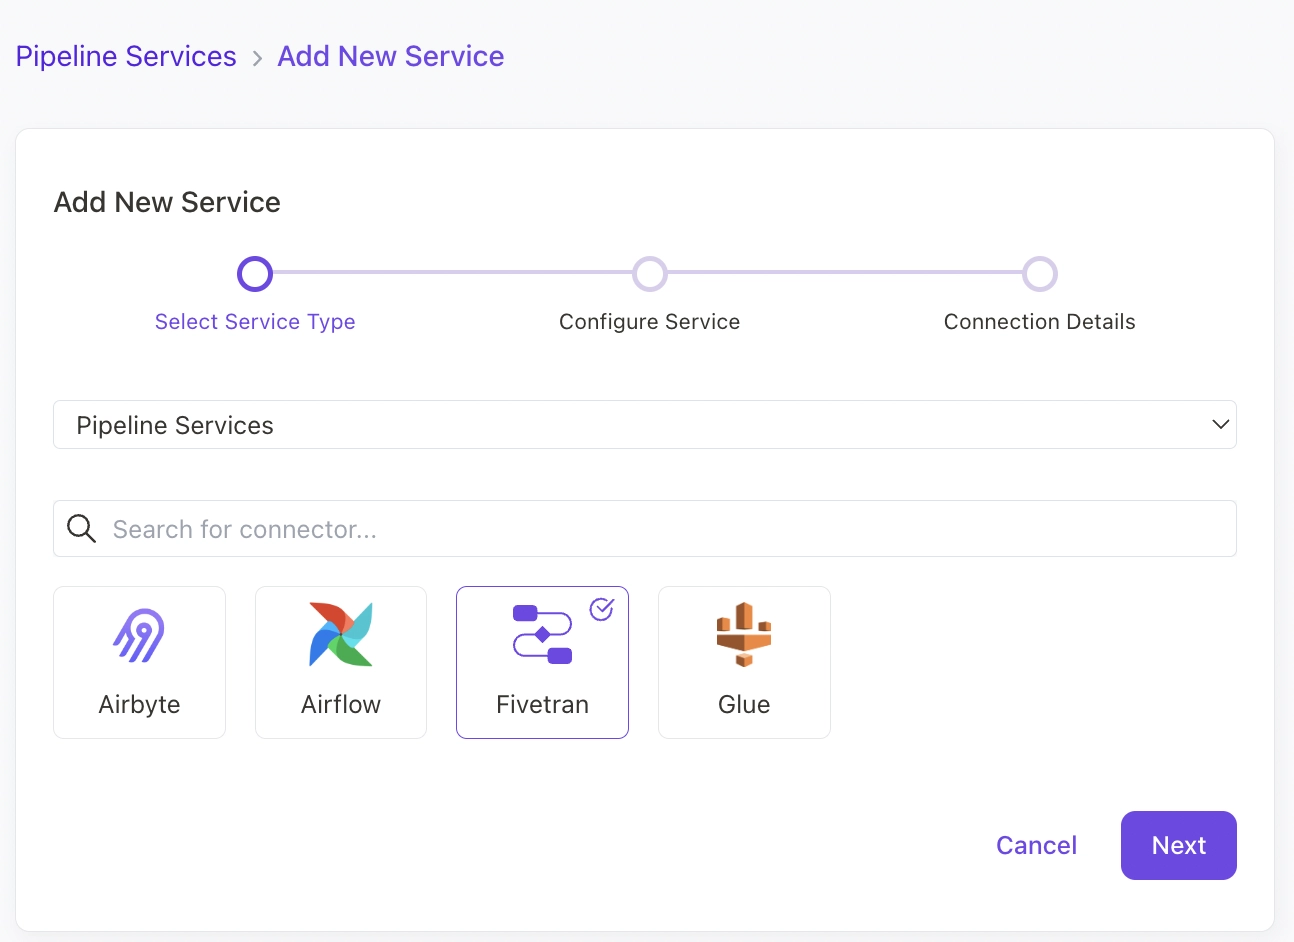 Pipeline Services > Add New Service
Add New Service
Select Service Type
Configure Service
Connection Details
Pipeline Services
Search for connector...
Airbyte
Airflow
Fivetran
Glue
Cancel
Next